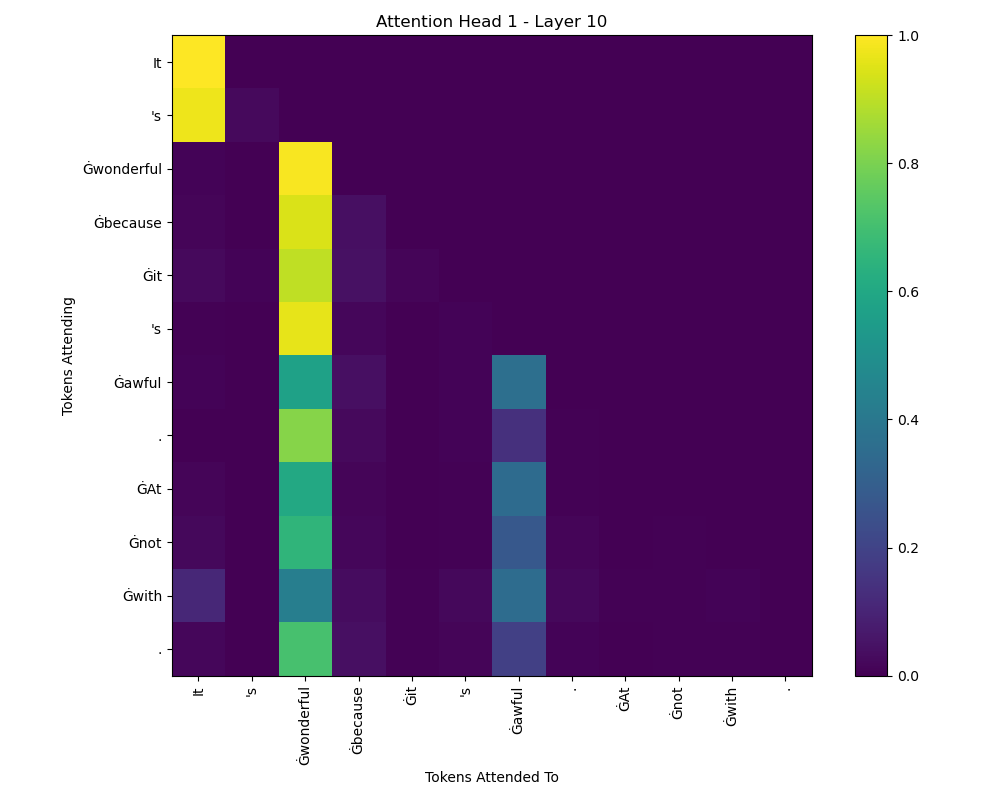 Attention Head 1 - Layer 10
Tokens Attending
It
's
Ġwonderful
Ġbecause
Ġit
's
Ġawful
.
ĠAt
Ġnot
Ġwith
.
It
's
Ġwonderful
Ġbecause
Ġit
's
Ġawful
.
ĠAt
Ġnot
Ġwith
.
Tokens Attended To
1.0
0.8
0.6
0.4
0.2
0.0